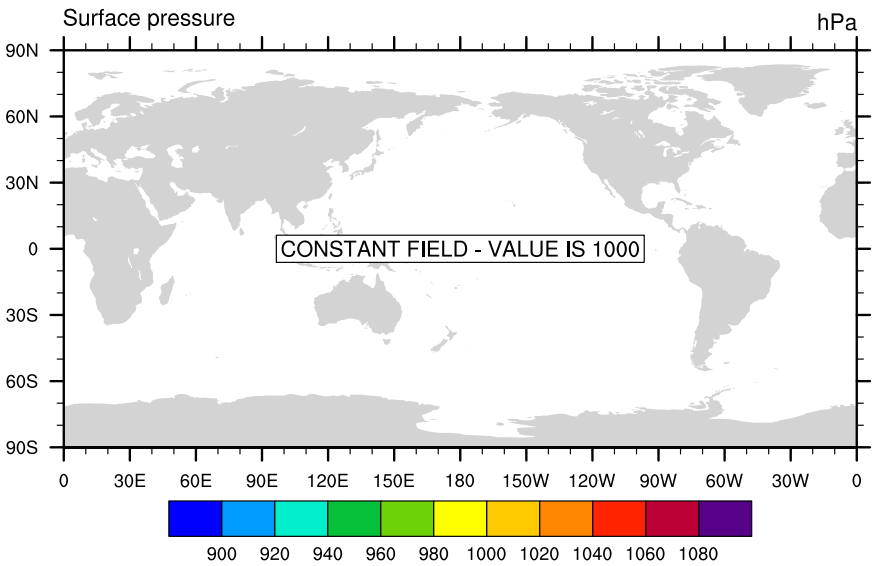 Surface pressure hPa
90N
60N
30N
0
30S
60S
90S
CONSTANT FIELD - VALUE IS 1000
0 30E 60E 90E 120E 150E 180 150W 120W 90W 60W 30W 0
900 920 940 960 980 1000 1020 1040 1060 1080